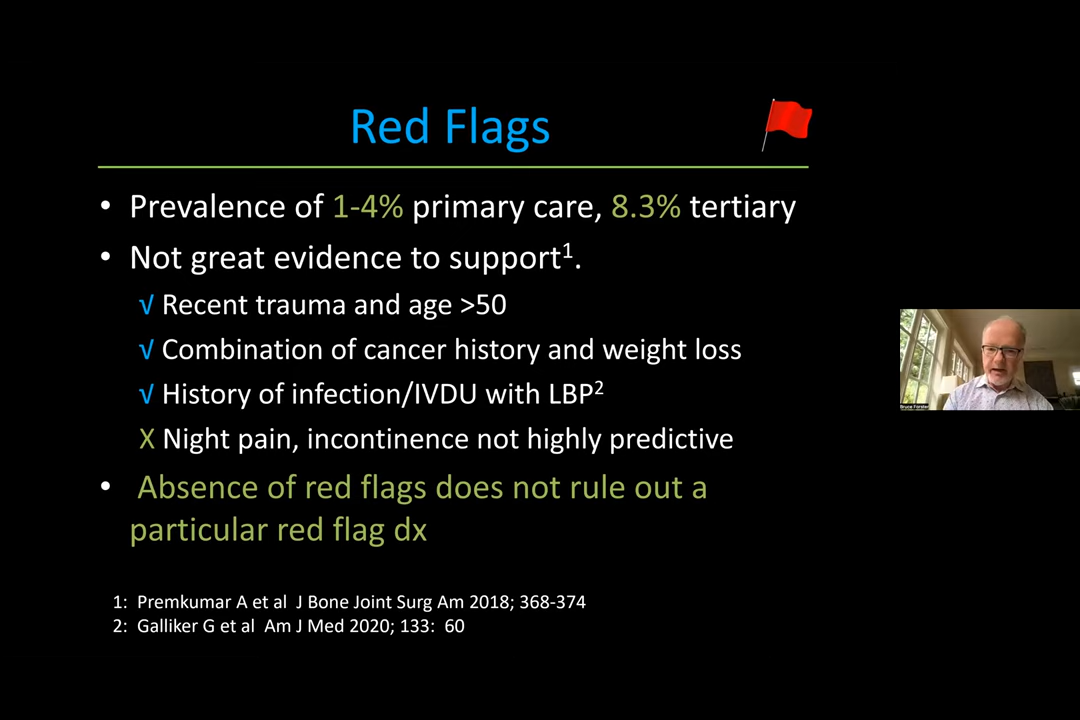 Red Flags
• Prevalence of 1-4% primary care, 8.3% tertiary
• Not great evidence to support¹.
√ Recent trauma and age >50
√ Combination of cancer history and weight loss
√ History of infection/IVDU with LBP²
X Night pain, incontinence not highly predictive
• Absence of red flags does not rule out a
particular red flag dx
Bruce Forster
1: Premkumar A et al J Bone Joint Surg Am 2018; 368-374
2: Galliker G et al Am J Med 2020; 133: 60